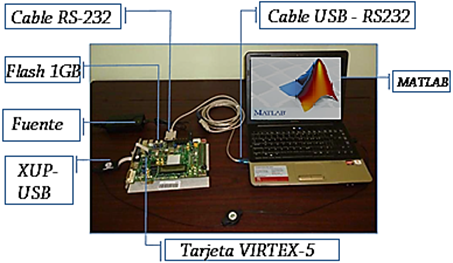 Cable RS-232
Cable USB - RS232
Flash 1GB
MATLAB
Fuente
MATLAB
XUP-
USB
Tarjeta VIRTEX-5